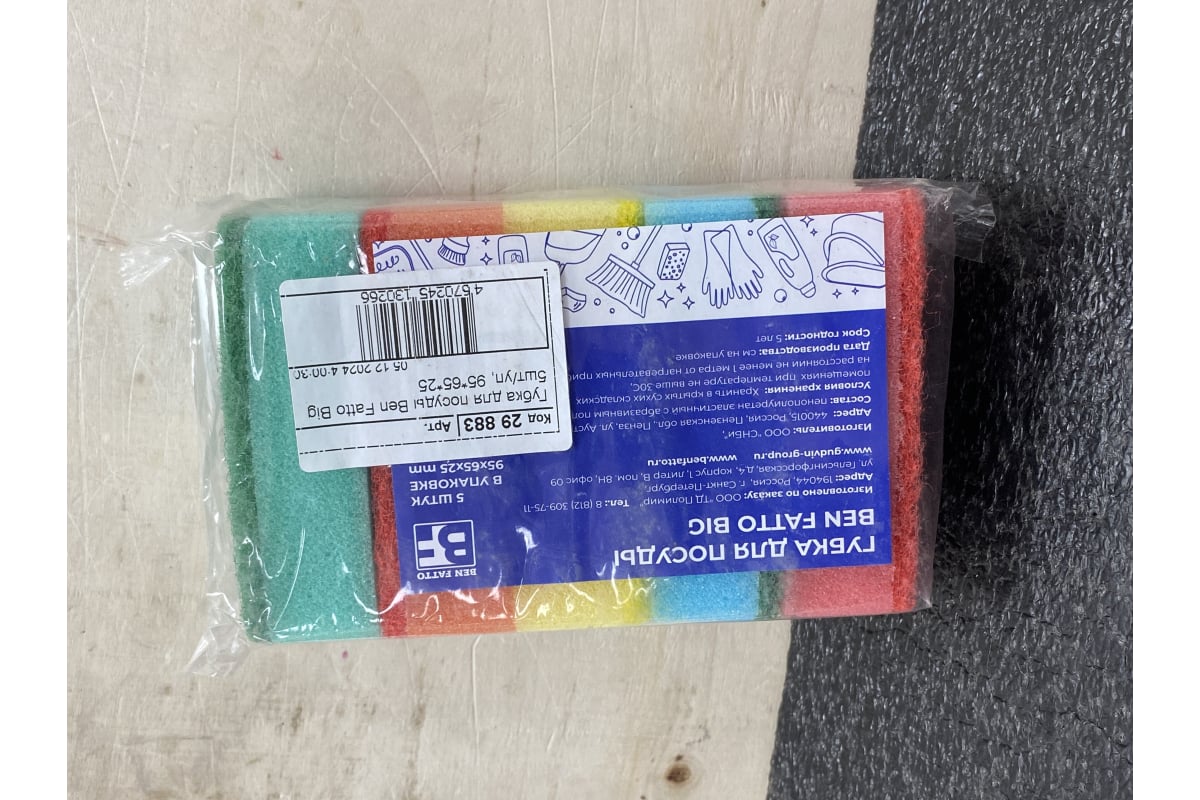 ГУБКА ДЛЯ ПОСУДЫ
BEN FATTO BIG
BEN FATTO
BF
5 ШТУК
В УПАКОВКЕ
95x65x25 mm
Изготовлено по заказу: ООО "ТД Полимир" Тел.: 8 (812) 309-75-11
Адрес: 194044, Россия, г. Санкт-Петербург,
ул. Гельсингфорсская, д.4, корпус 1, литер В, пом. 8Н, офис 09
www.gudvin-group.ru www.benfatto.ru
Изготовитель: ООО "СНБИ",
Адрес: 440015, Россия, Пензенская обл., Пенза, ул.
Состав: пенополиуретан эластичный с абразивным
Условия хранения: Хранить в крытых сухих складских
помещениях при температуре не выше 30С,
на расстоянии не менее 1 метра от нагревательных
Дата производства: см на упаковке
Срок годности: 5 лет
Код 29 883 Арт.
Губка для посуды Ben Fatto Big
5шт/уп, 95*65*25
05.12.2024 4:00:30
4 670245 130266